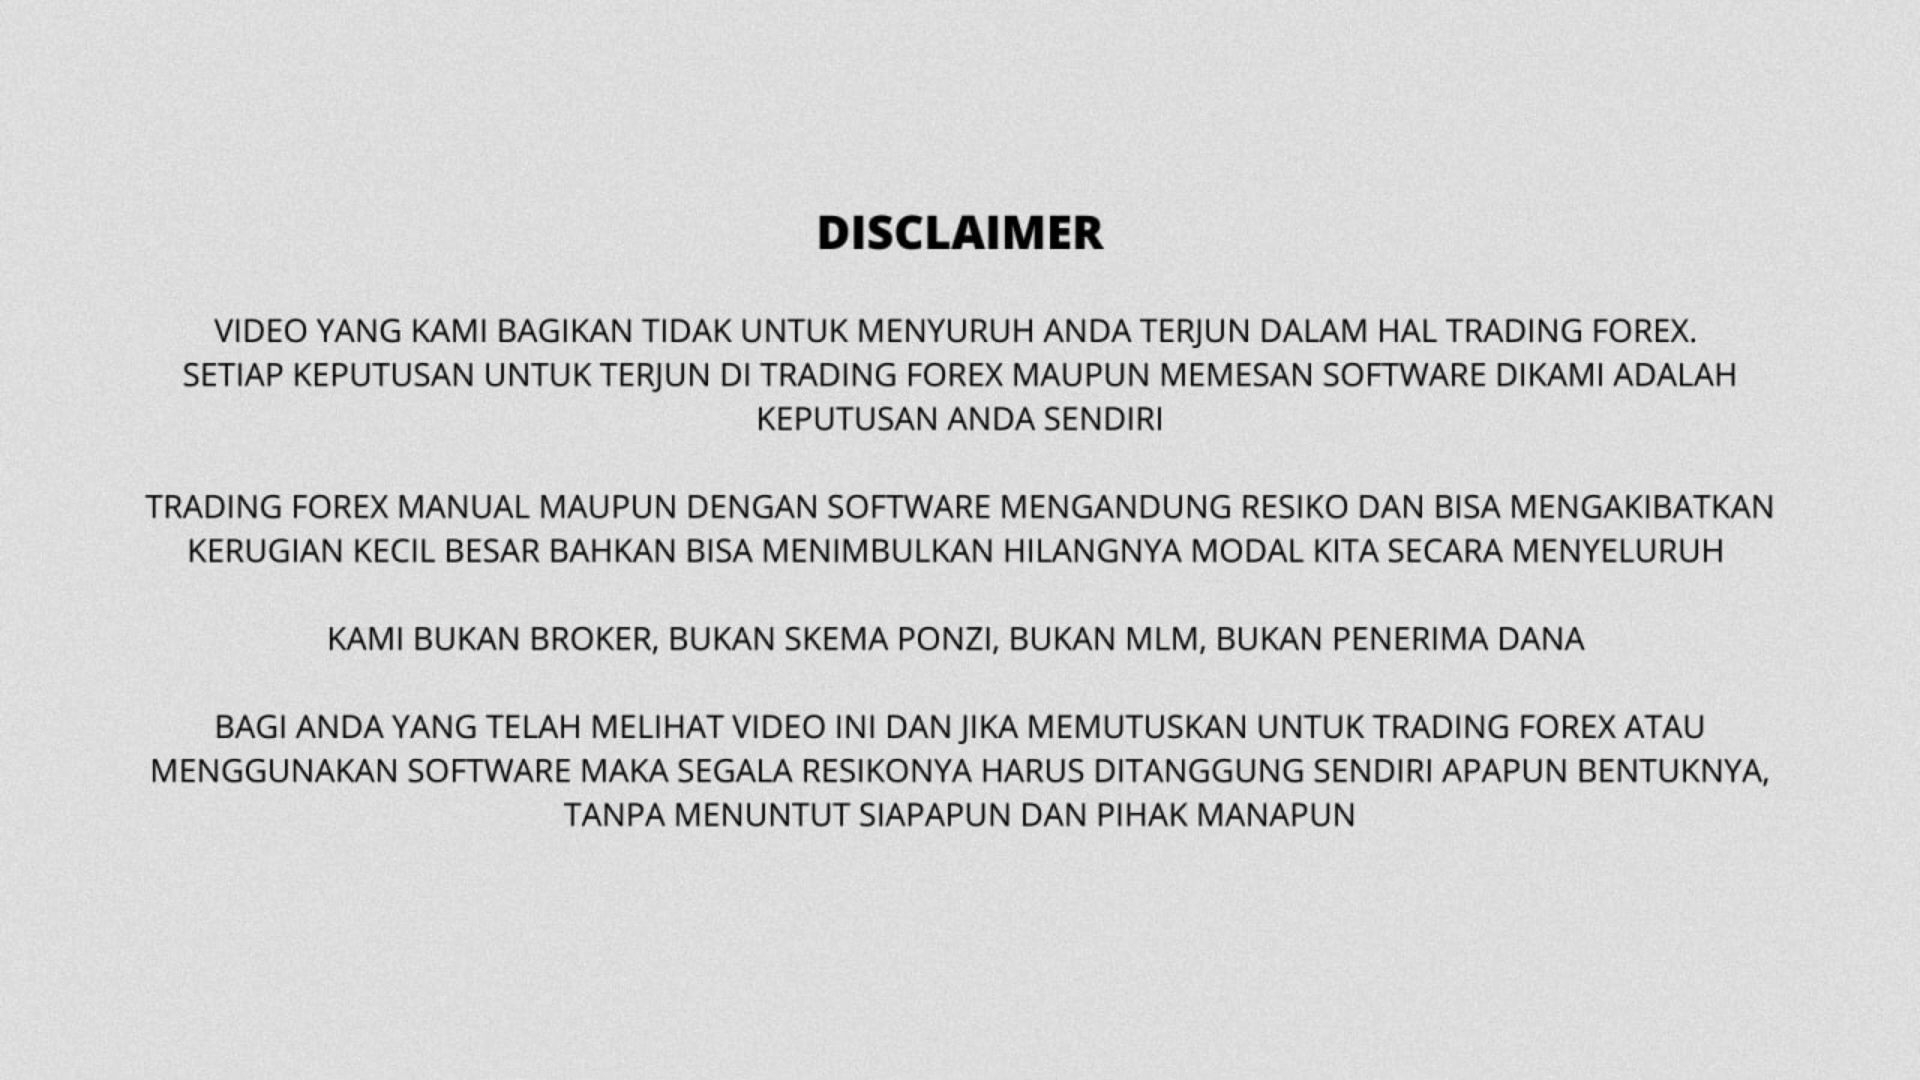 DISCLAIMER
VIDEO YANG KAMI BAGIKAN TIDAK UNTUK MENYURUH ANDA TERJUN DALAM HAL TRADING FOREX.
SETIAP KEPUTUSAN UNTUK TERJUN DI TRADING FOREX MAUPUN MEMESAN SOFTWARE DIKAMI ADALAH
KEPUTUSAN ANDA SENDIRI
TRADING FOREX MANUAL MAUPUN DENGAN SOFTWARE MENGANDUNG RESIKO DAN BISA MENGAKIBATKAN
KERUGIAN KECIL BESAR BAHKAN BISA MENIMBULKAN HILANGNYA MODAL KITA SECARA MENYELURUH
KAMI BUKAN BROKER, BUKAN SKEMA PONZI, BUKAN MLM, BUKAN PENERIMA DANA
BAGI ANDA YANG TELAH MELIHAT VIDEO INI DAN JIKA MEMUTUSKAN UNTUK TRADING FOREX ATAU
MENGGUNAKAN SOFTWARE MAKA SEGALA RESIKONYA HARUS DITANGGUNG SENDIRI APAPUN BENTUKNYA,
TANPA MENUNTUT SIAPAPUN DAN PIHAK MANAPUN